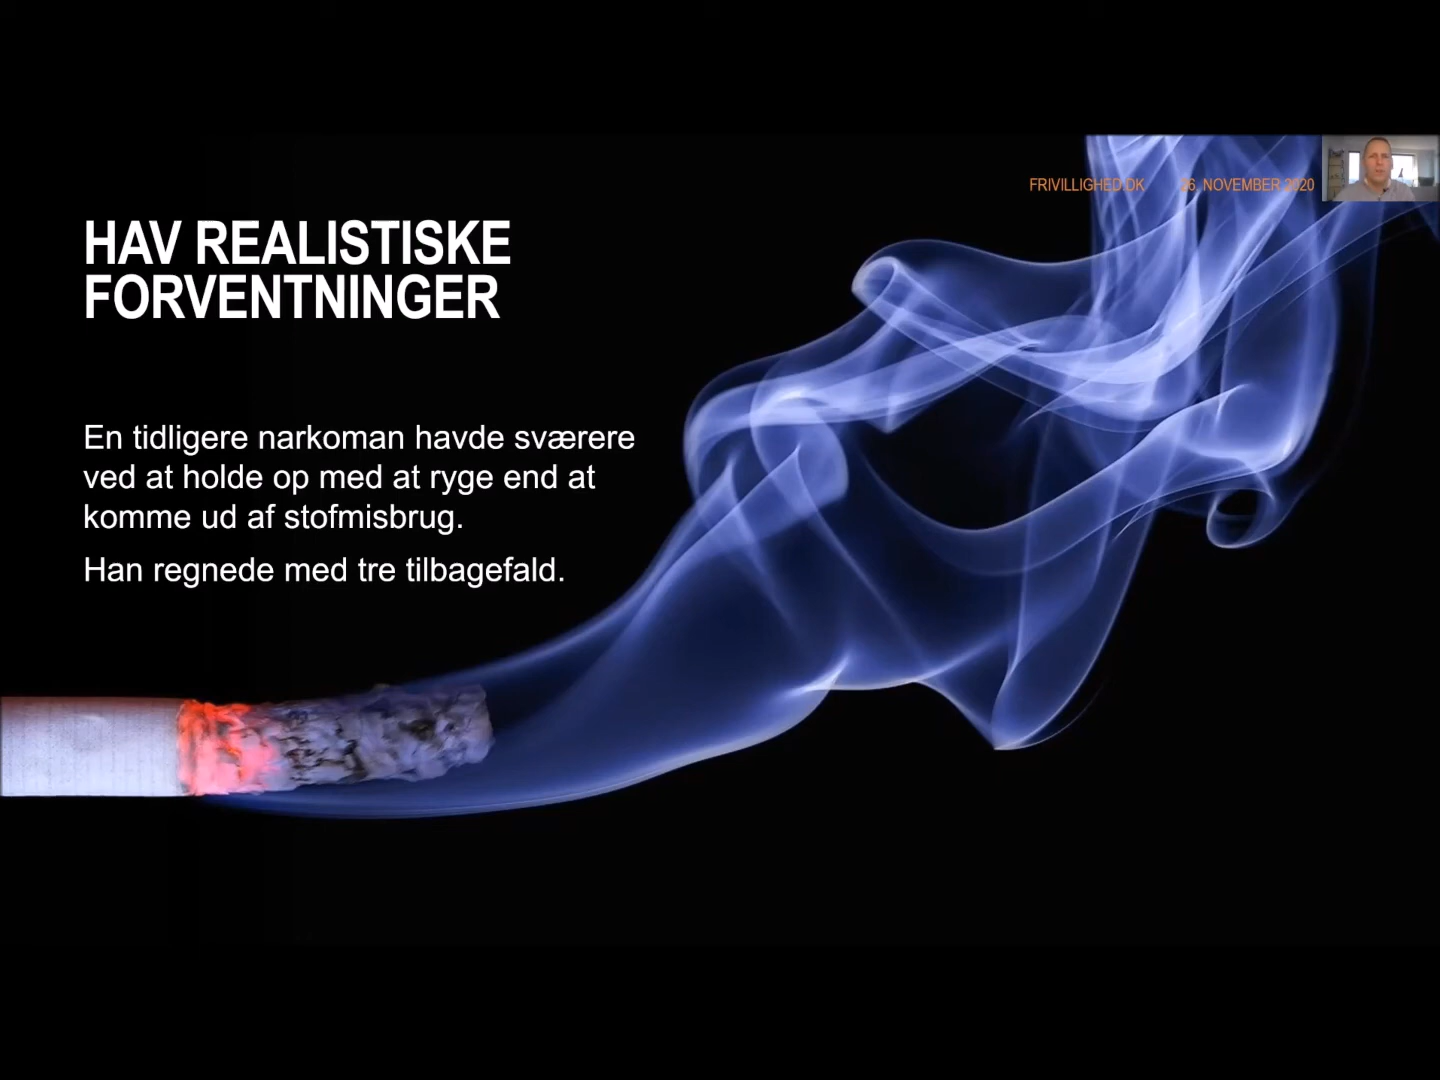 FRIVILLIGHED.DK 26. NOVEMBER 2020
HAV REALISTISKE
FORVENTNINGER
En tidligere narkoman havde sværere
ved at holde op med at ryge end at
komme ud af stofmisbrug.
Han regnede med tre tilbagefald.